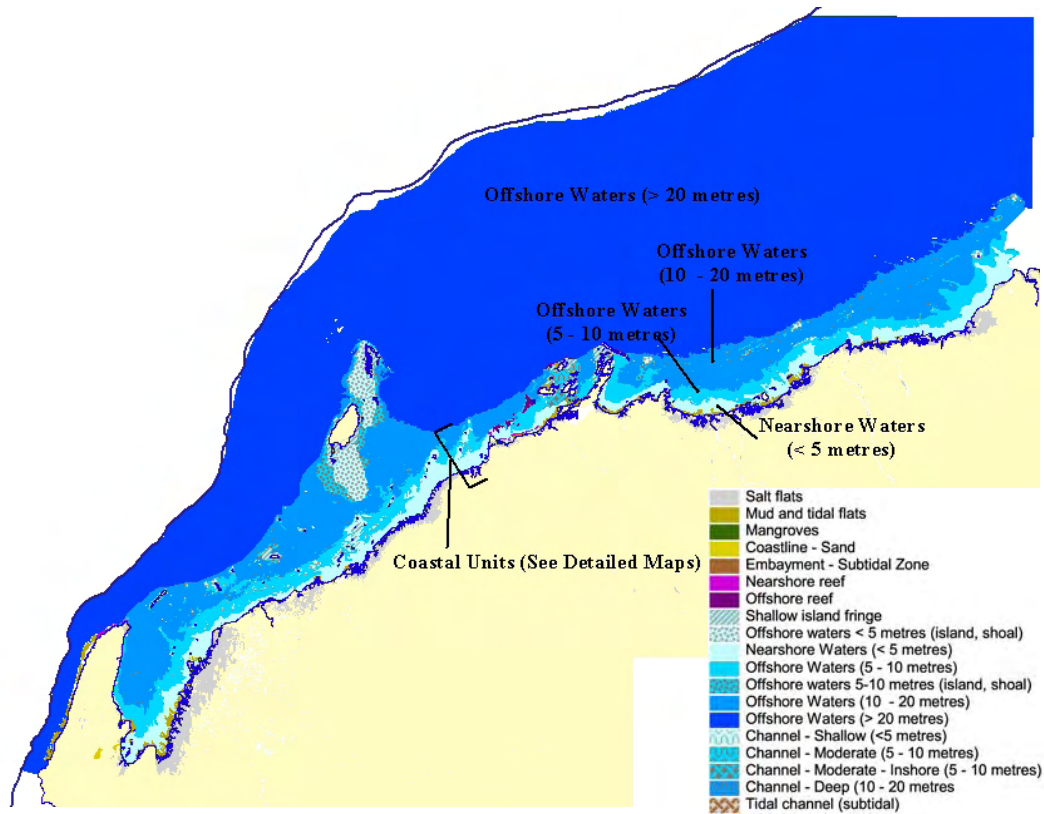 Offshore Waters (> 20 metres)
Offshore Waters
(10 - 20 metres)
Offshore Waters
(5 - 10 metres)
Nearshore Waters
(< 5 metres)
Coastal Units (See Detailed Maps)
Salt flats
Mud and tidal flats
Mangroves
Coastline - Sand
Embayment - Subtidal Zone
Nearshore reef
Offshore reef
Shallow island fringe
Offshore waters < 5 metres (island, shoal)
Nearshore Waters (< 5 metres)
Offshore Waters (5 - 10 metres)
Offshore waters 5-10 metres (island, shoal)
Offshore Waters (10 - 20 metres)
Offshore Waters (> 20 metres)
Channel - Shallow (<5 metres)
Channel - Moderate (5 - 10 metres)
Channel - Moderate - Inshore (5 - 10 metres)
Channel - Deep (10 - 20 metres
Tidal channel (subtidal)